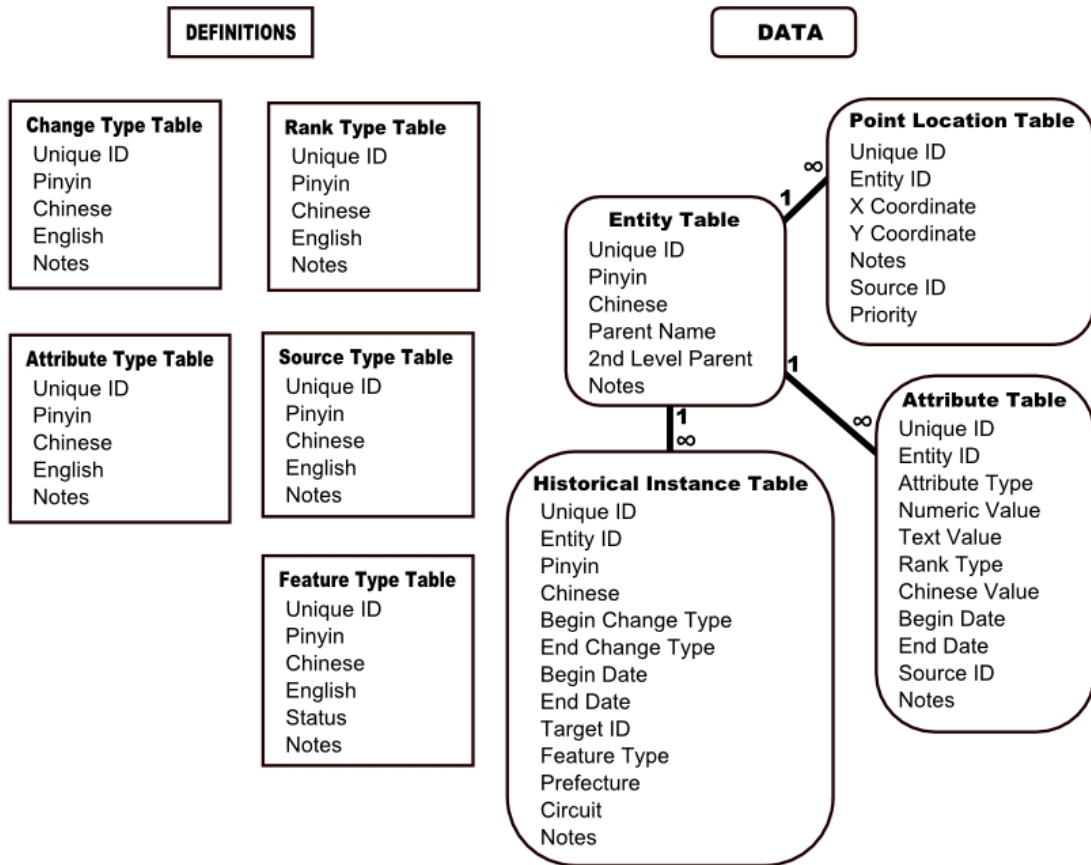 DEFINITIONS
DATA
Change Type Table
Unique ID
Pinyin
Chinese
English
Notes
Rank Type Table
Unique ID
Pinyin
Chinese
English
Notes
Attribute Type Table
Unique ID
Pinyin
Chinese
English
Notes
Source Type Table
Unique ID
Pinyin
Chinese
English
Notes
Feature Type Table
Unique ID
Pinyin
Chinese
English
Status
Notes
Entity Table
Unique ID
Pinyin
Chinese
Parent Name
2nd Level Parent
Notes
1
∞
Point Location Table
Unique ID
Entity ID
X Coordinate
Y Coordinate
Notes
Source ID
Priority
1
∞
Attribute Table
Unique ID
Entity ID
Attribute Type
Numeric Value
Text Value
Rank Type
Chinese Value
Begin Date
End Date
Source ID
Notes
1
∞
Historical Instance Table
Unique ID
Entity ID
Pinyin
Chinese
Begin Change Type
End Change Type
Begin Date
End Date
Target ID
Feature Type
Prefecture
Circuit
Notes